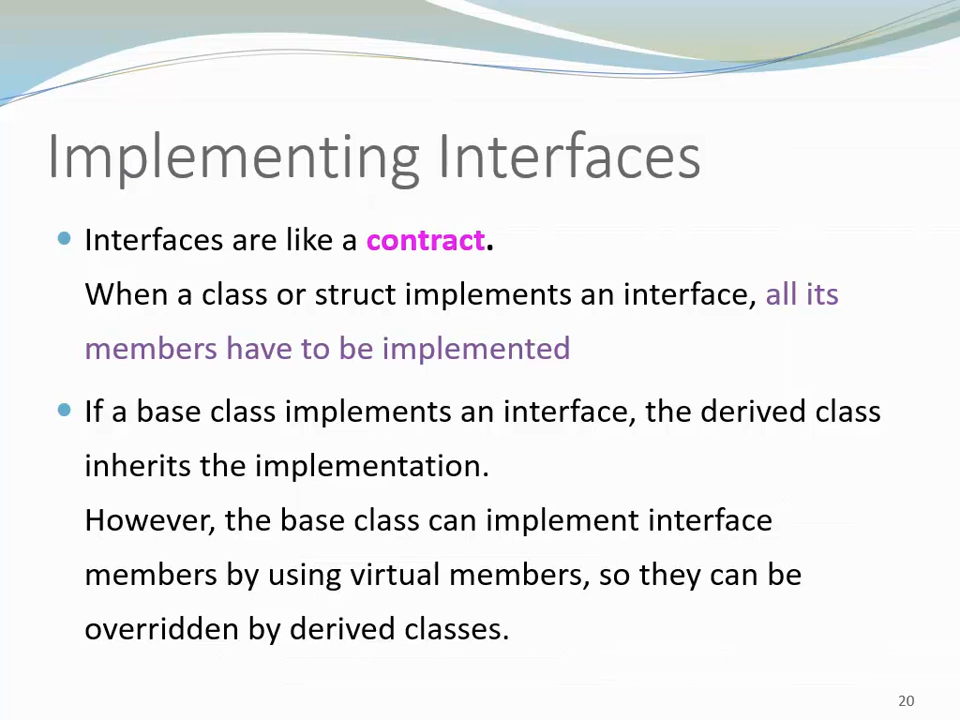 Implementing Interfaces
• Interfaces are like a contract.
When a class or struct implements an interface, all its
members have to be implemented
• If a base class implements an interface, the derived class
inherits the implementation.
However, the base class can implement interface
members by using virtual members, so they can be
overridden by derived classes.
20